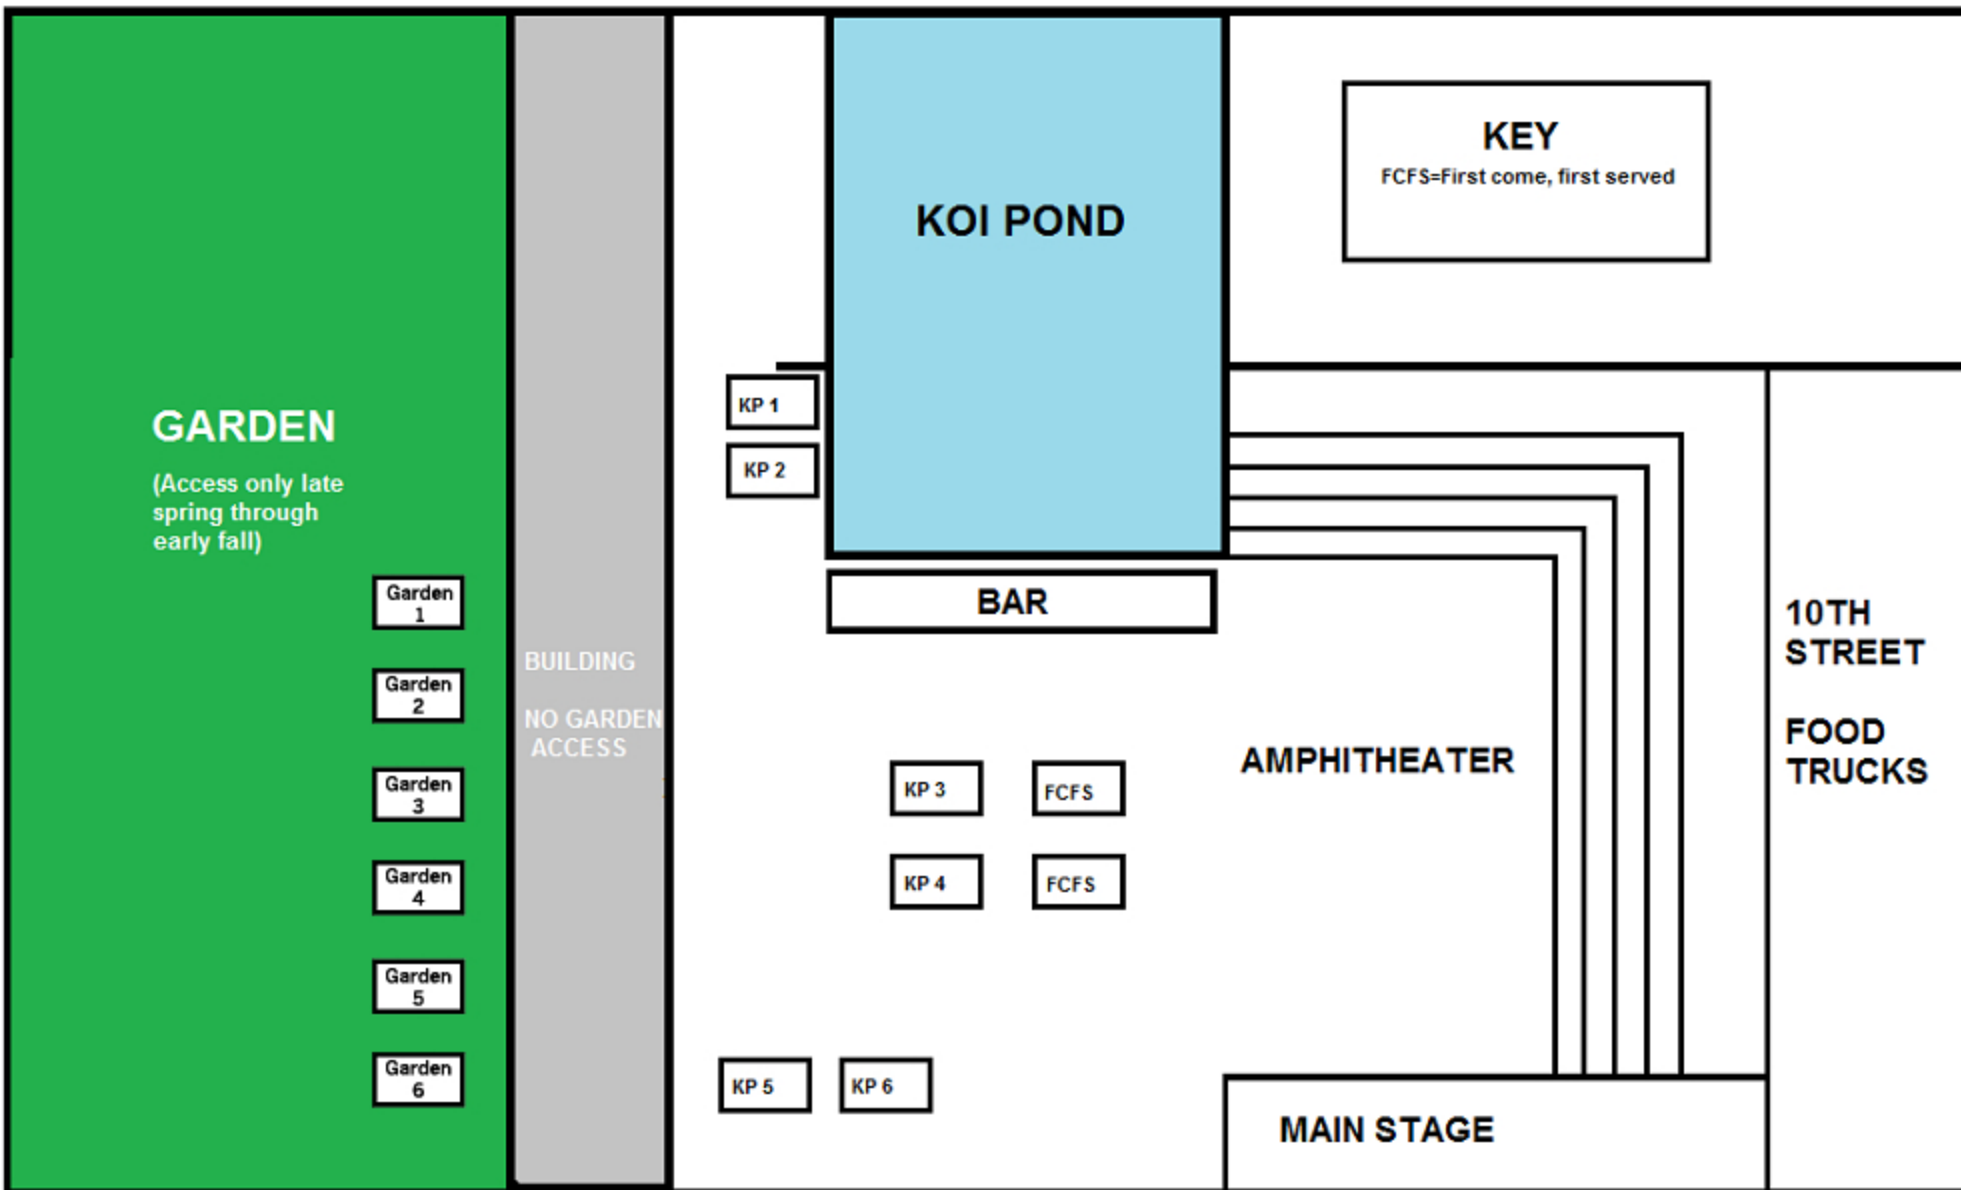 KEY
FCFS=First come, first served
KOI POND
GARDEN
(Access only late
spring through
early fall)
KP 1
KP 2
Garden
1
Garden
2
Garden
3
Garden
4
Garden
5
Garden
6
BUILDING
NO GARDEN
ACCESS
BAR
KP 3
FCFS
KP 4
FCFS
KP 5
KP 6
AMPHITHEATER
10TH
STREET
FOOD
TRUCKS
MAIN STAGE